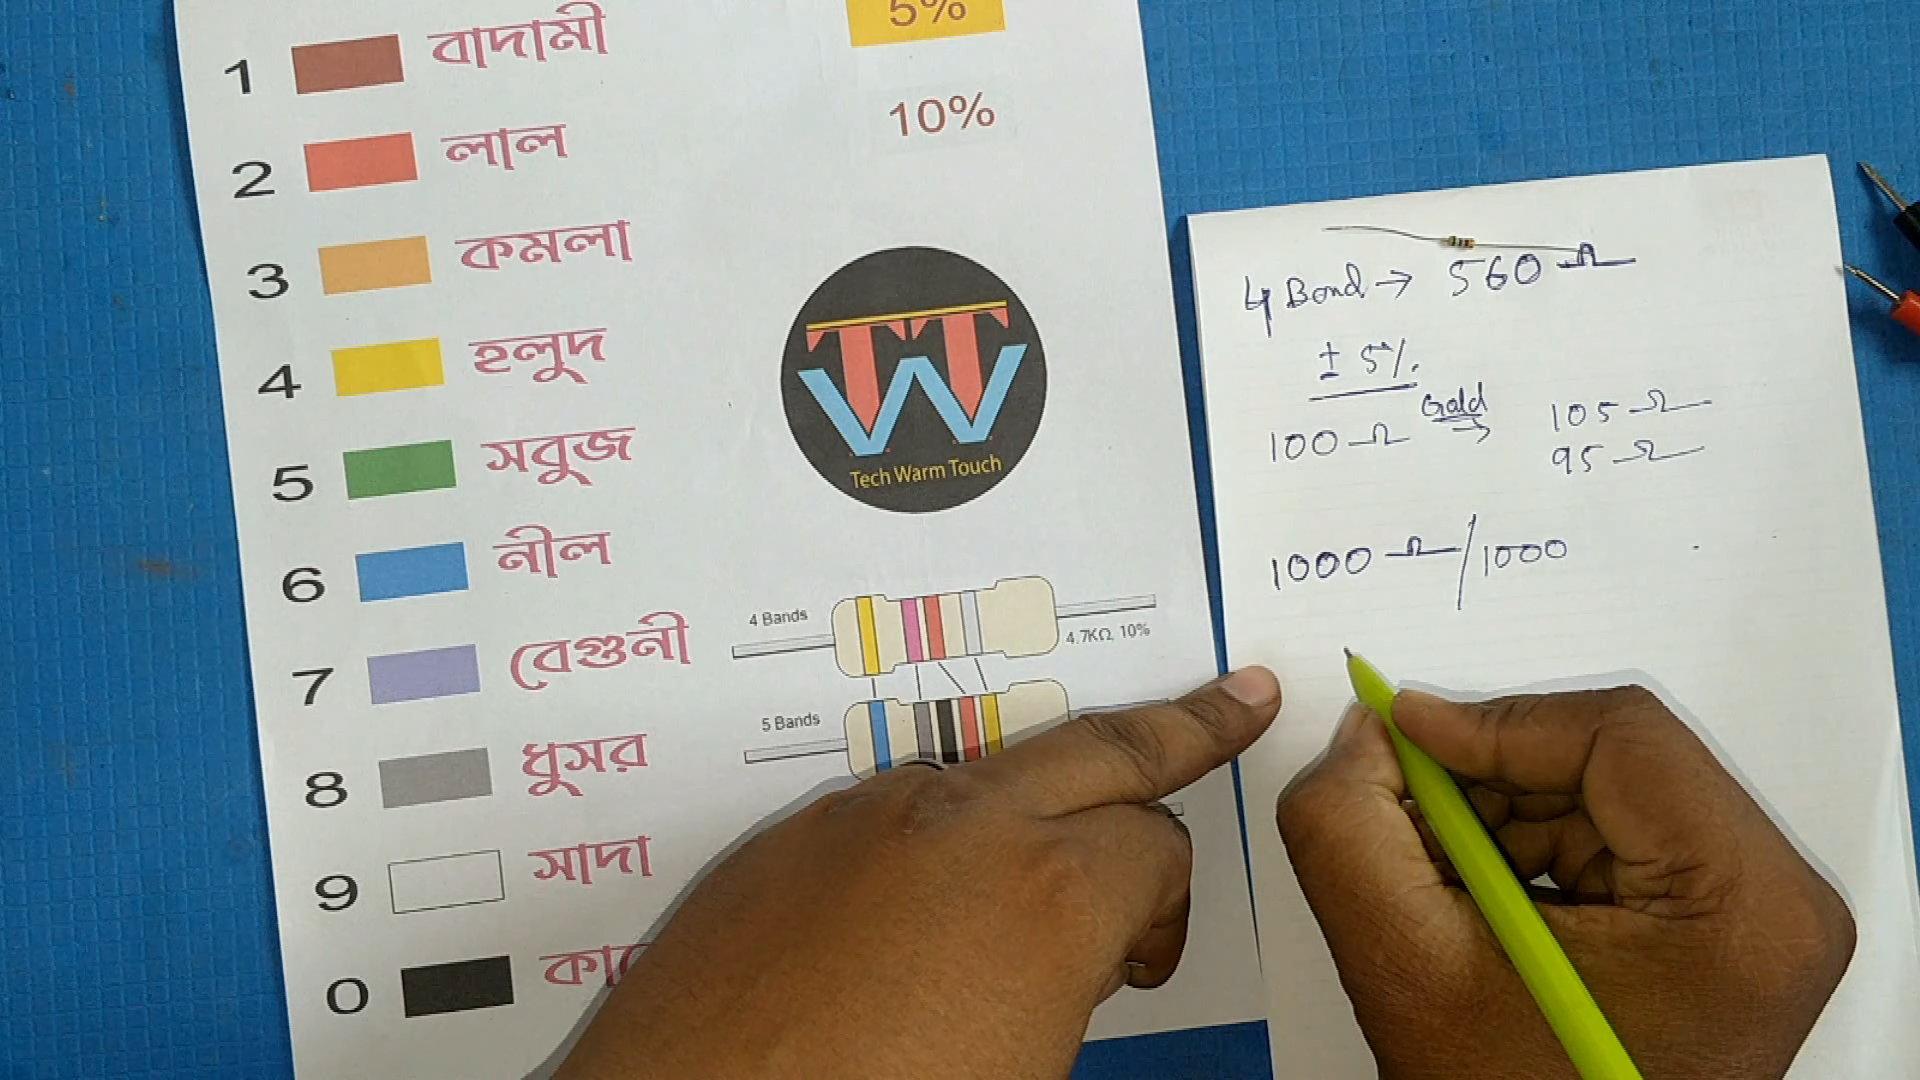 1 বাদামী
2 লাল
3 কমলা
4 হলুদ
5 সবুজ
6 নীল
7 বেগুনী
8 ধুসর
9 সাদা
0
5%
10%
Tech Warm Touch
4 Bands
4.7KΩ, 10%
5 Bands
4 Bond → 560 Ω
± 5%.
100 Ω Gold → 105 Ω
95 Ω
1000 Ω / 1000